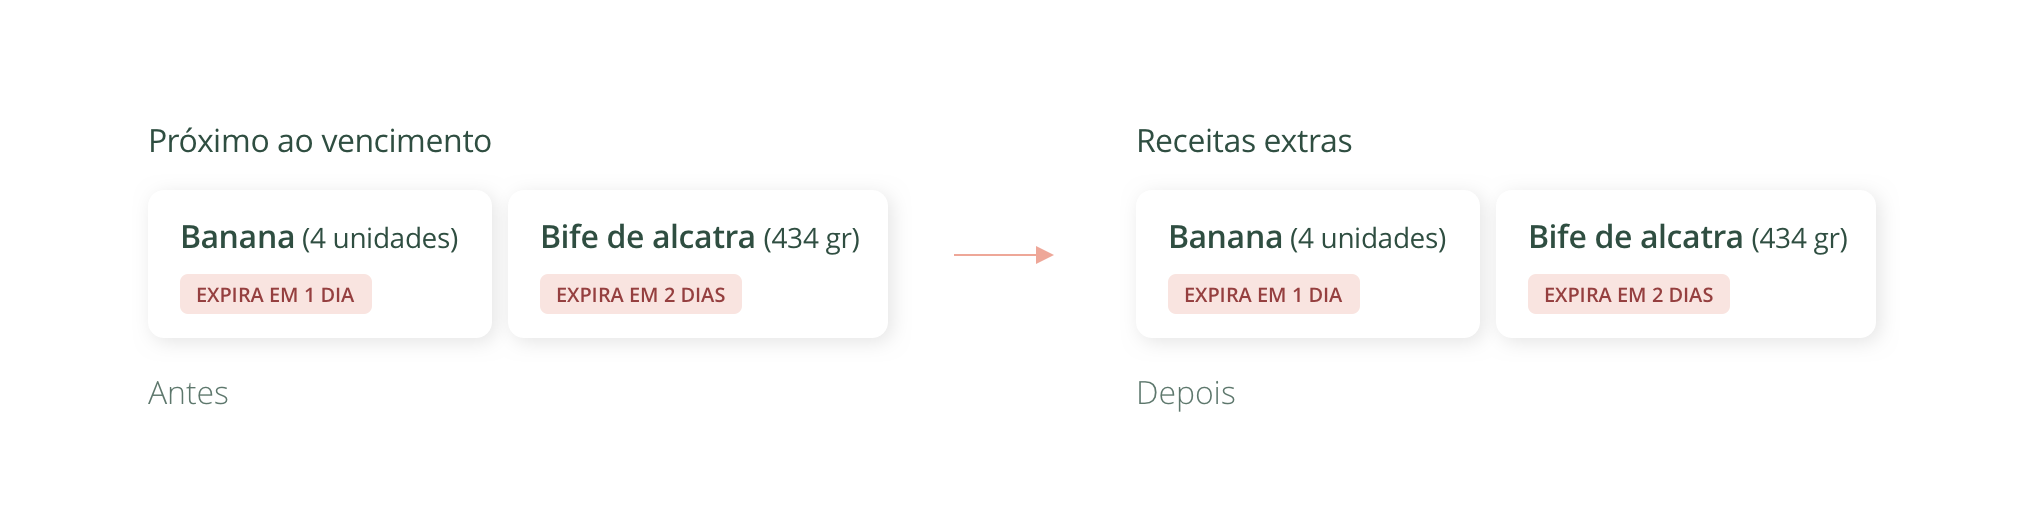 Próximo ao vencimento
Banana (4 unidades)
EXPIRA EM 1 DIA
Bife de alcatra (434 gr)
EXPIRA EM 2 DIAS
Antes
Receitas extras
Banana (4 unidades)
EXPIRA EM 1 DIA
Bife de alcatra (434 gr)
EXPIRA EM 2 DIAS
Depois